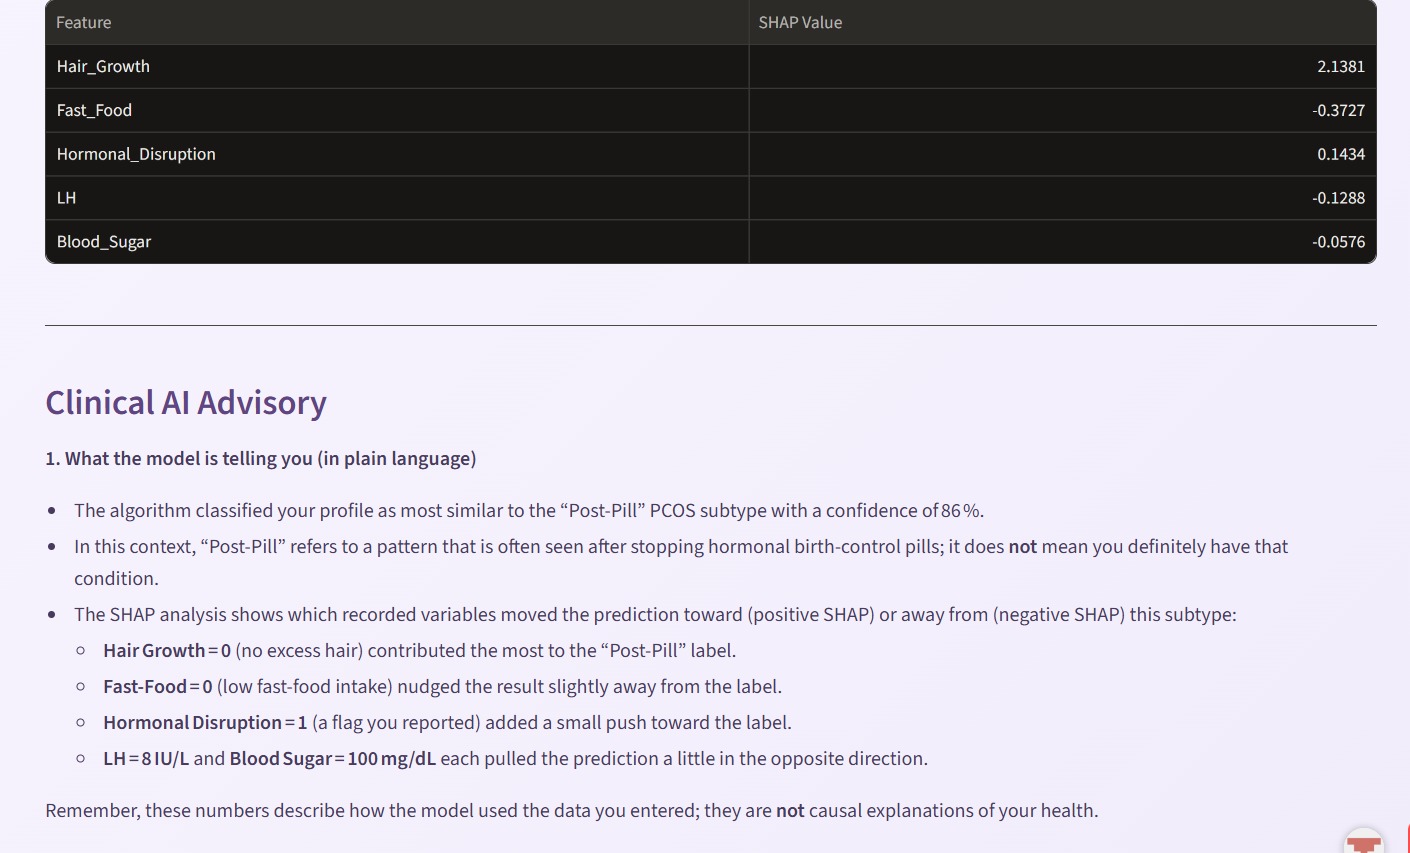 Feature SHAP Value
Hair_Growth 2.1381
Fast_Food -0.3727
Hormonal_Disruption 0.1434
LH -0.1288
Blood_Sugar -0.0576
Clinical AI Advisory
1. What the model is telling you (in plain language)
• The algorithm classified your profile as most similar to the “Post-Pill” PCOS subtype with a confidence of 86 %.
• In this context, “Post-Pill” refers to a pattern that is often seen after stopping hormonal birth-control pills; it does not mean you definitely have that
condition.
• The SHAP analysis shows which recorded variables moved the prediction toward (positive SHAP) or away from (negative SHAP) this subtype:
○ Hair Growth = 0 (no excess hair) contributed the most to the “Post-Pill” label.
○ Fast-Food = 0 (low fast-food intake) nudged the result slightly away from the label.
○ Hormonal Disruption = 1 (a flag you reported) added a small push toward the label.
○ LH = 8 IU/L and Blood Sugar = 100 mg/dL each pulled the prediction a little in the opposite direction.
Remember, these numbers describe how the model used the data you entered; they are not causal explanations of your health.